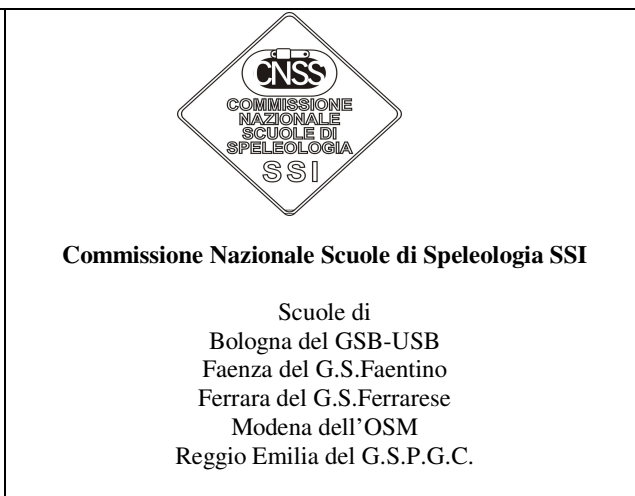 CNSS
COMMISSIONE
NAZIONALE
SCUOLE DI
SPELEOLOGIA
SSI
Commissione Nazionale Scuole di Speleologia SSI
Scuole di
Bologna del GSB-USB
Faenza del G.S.Faentino
Ferrara del G.S.Ferrarese
Modena dell’OSM
Reggio Emilia del G.S.P.G.C.